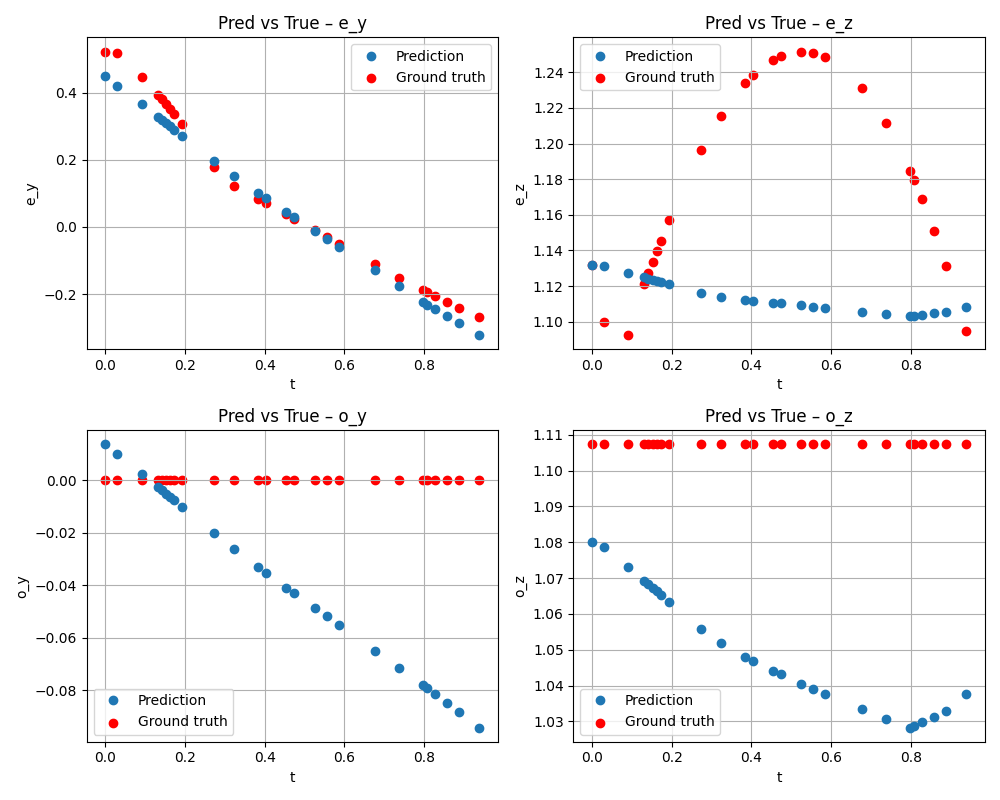 Pred vs True – e_y
Prediction
Ground truth
e_y
0.4
0.2
0.0
−0.2
0.0
0.2
0.4
0.6
0.8
t
Pred vs True – e_z
Prediction
Ground truth
e_z
1.24
1.22
1.20
1.18
1.16
1.14
1.12
1.10
0.0
0.2
0.4
0.6
0.8
t
Pred vs True – o_y
Prediction
Ground truth
o_y
0.00
−0.02
−0.04
−0.06
−0.08
0.0
0.2
0.4
0.6
0.8
t
Pred vs True – o_z
Prediction
Ground truth
o_z
1.11
1.10
1.09
1.08
1.07
1.06
1.05
1.04
1.03
0.0
0.2
0.4
0.6
0.8
t